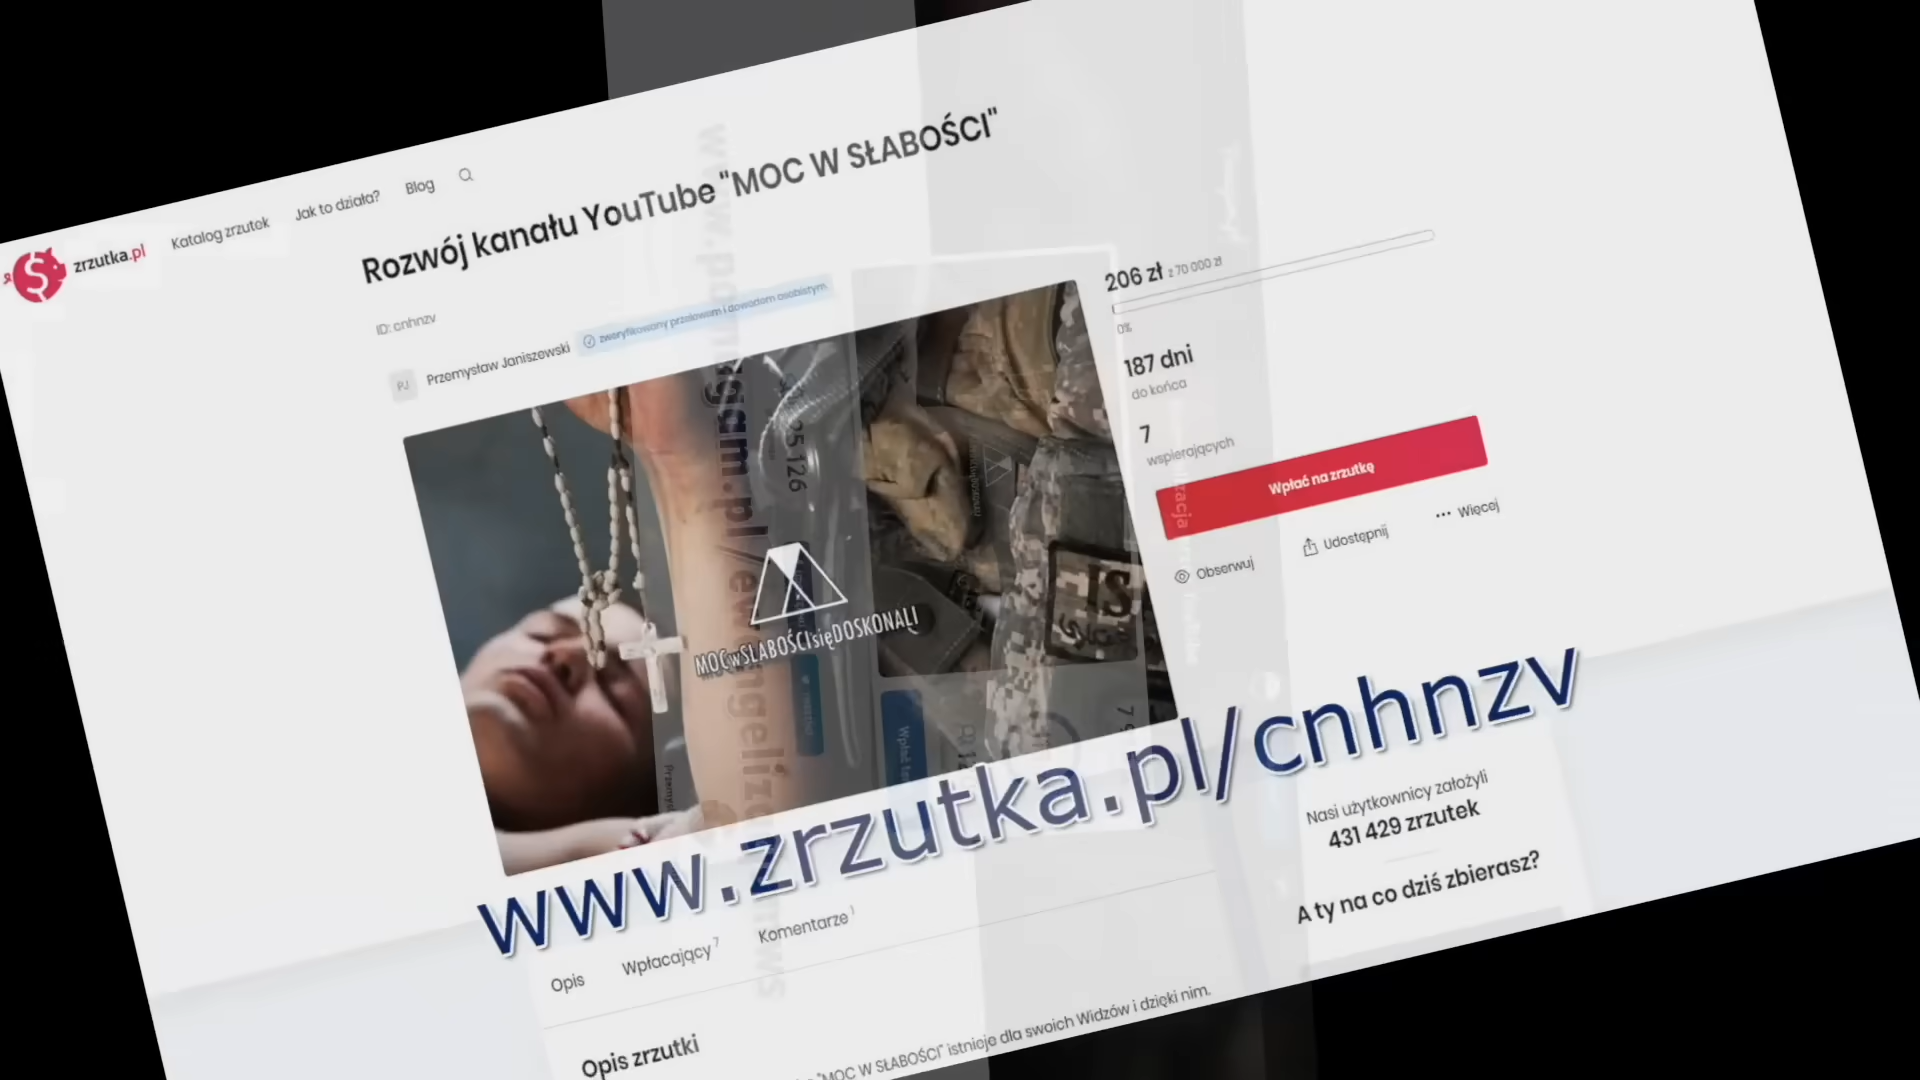 zrzutka.pl
Katalog zrzutek
Jak to działa?
Blog
Rozwój kanału YouTube "MOC W SŁABOŚCI"
ID: cnhnzv
PJ
Przemysław Janiszewski
zweryfikowany przelewem i dowodem osobistym
206 zł z 70 000 zł
0%
187 dni
do końca
7
wspierających
Wpłać na zrzutkę
Obserwuj
Udostępnij
Więcej
MOCwSŁABOŚCIsięDOSKONALI
www.zrzutka.pl/cnhnzv
Nasi użytkownicy założyli
431 429 zrzutek
A ty na co dziś zbierasz?
Opis
Wpłacający 7
Komentarze 1
Opis zrzutki
"MOC W SŁABOŚCI" istnieje dla swoich Widzów i dzięki nim.